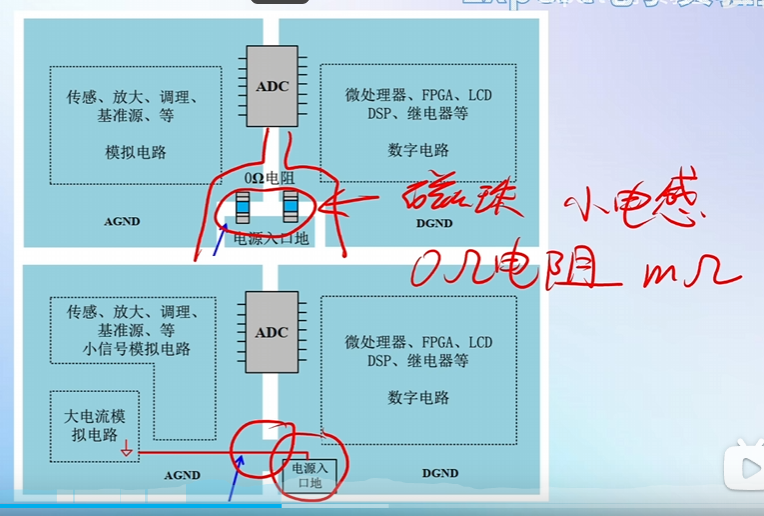 传感、放大、调理、
基准源、等
模拟电路
ADC
微处理器、FPGA、LCD
DSP、继电器等
数字电路
0Ω电阻
AGND
DGND
电源入口地
磁珠 小电感
0Ω电阻 mΩ
传感、放大、调理、
基准源、等
小信号模拟电路
ADC
微处理器、FPGA、LCD
DSP、继电器等
数字电路
大电流模
拟电路
AGND
电源入
口地
DGND